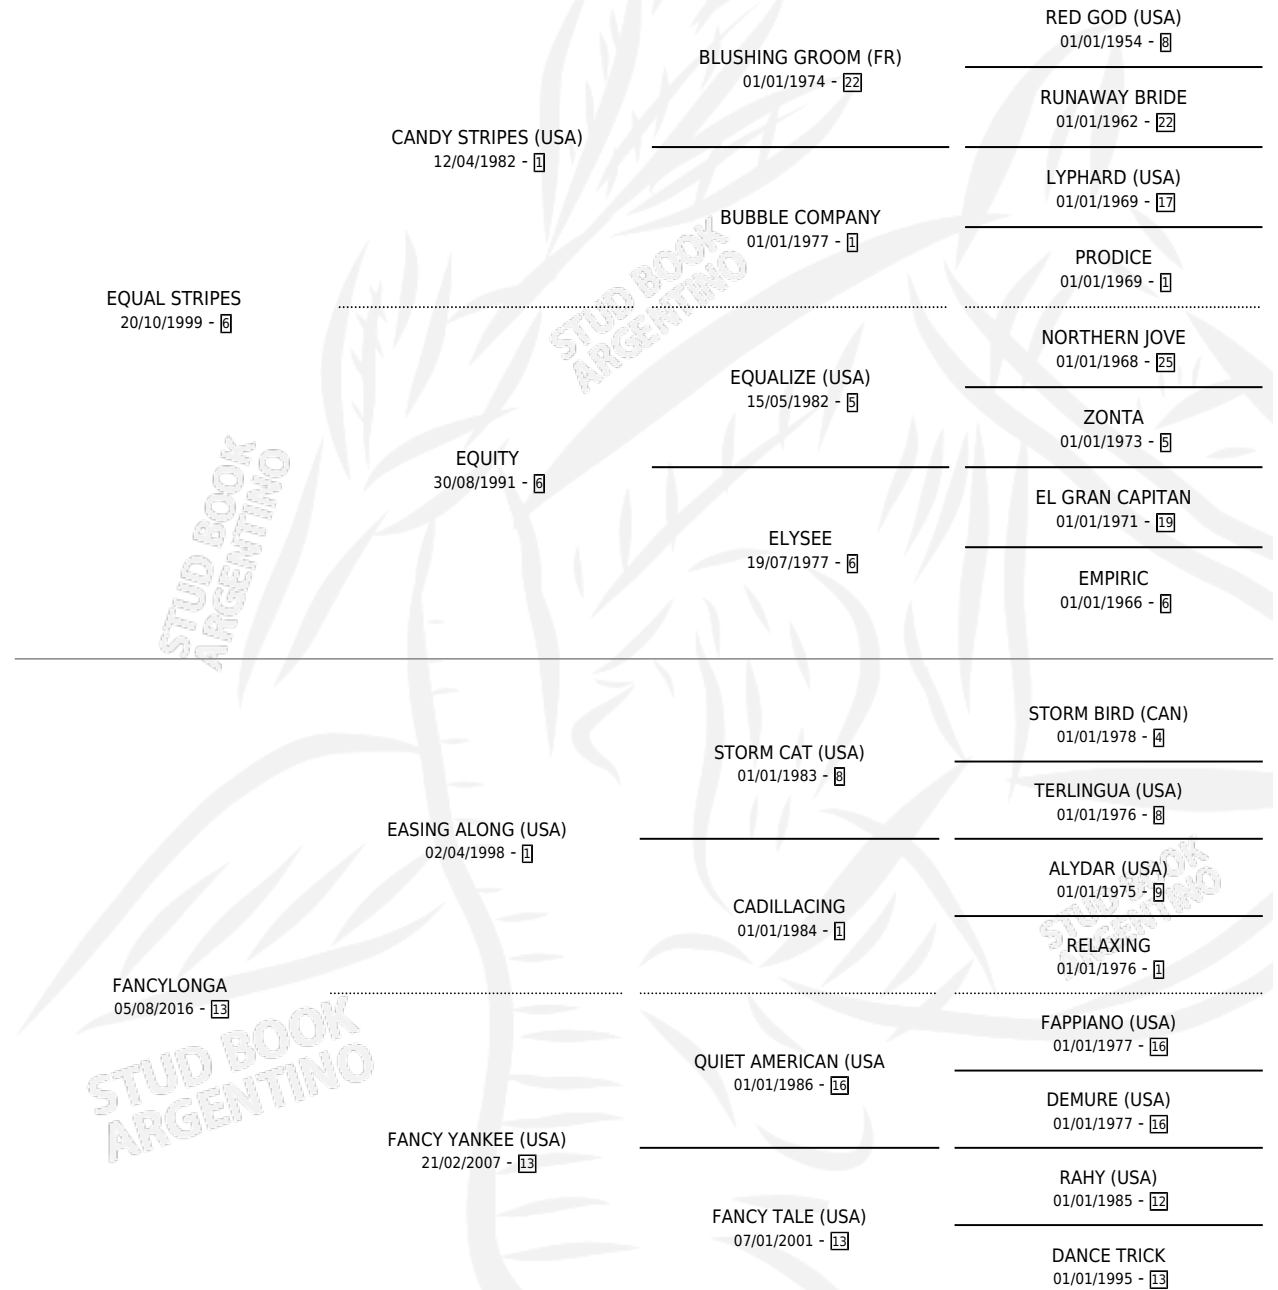 RED GOD (USA)
01/01/1954 - 8
BLUSHING GROOM (FR)
01/01/1974 - 22
RUNAWAY BRIDE
01/01/1962 - 22
CANDY STRIPES (USA)
12/04/1982 - 1
LYPHARD (USA)
01/01/1969 - 17
BUBBLE COMPANY
01/01/1977 - 1
PRODICE
01/01/1969 - 1
EQUAL STRIPES
20/10/1999 - 6
STUD BOOK
ARGENTINO
NORTHERN JOVE
01/01/1968 - 25
EQUALIZE (USA)
15/05/1982 - 5
ZONTA
01/01/1973 - 5
EQUITY
30/08/1991 - 6
EL GRAN CAPITAN
01/01/1971 - 19
ELYSEE
19/07/1977 - 6
EMPIRIC
01/01/1966 - 6
STUD BOOK
ARGENTINO
STORM BIRD (CAN)
01/01/1978 - 4
STORM CAT (USA)
01/01/1983 - 8
TERLINGUA (USA)
01/01/1976 - 8
EASING ALONG (USA)
02/04/1998 - 1
ALYDAR (USA)
01/01/1975 - 9
CADILLACING
01/01/1984 - 1
RELAXING
01/01/1976 - 1
STUD BOOK
ARGENTINO
FANCYLONGA
05/08/2016 - 13
STUD BOOK
ARGENTINO
FAPPIANO (USA)
01/01/1977 - 16
QUIET AMERICAN (USA
01/01/1986 - 16
DEMURE (USA)
01/01/1977 - 16
FANCY YANKEE (USA)
21/02/2007 - 13
RAHY (USA)
01/01/1985 - 12
FANCY TALE (USA)
07/01/2001 - 13
DANCE TRICK
01/01/1995 - 13